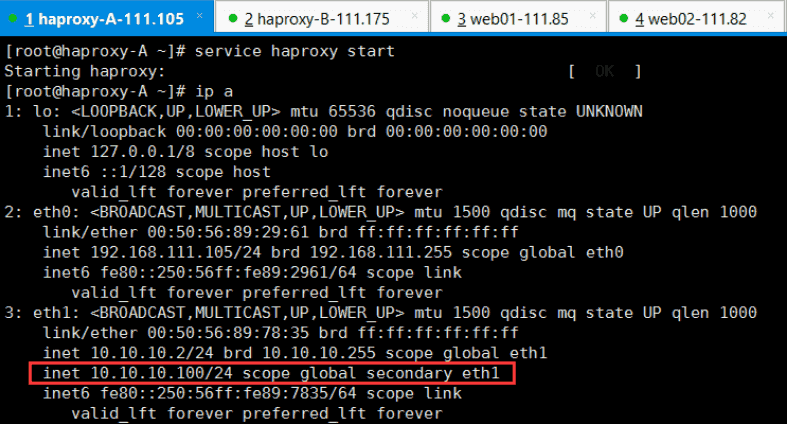 1 haproxy-A-111.105 × 2 haproxy-B-111.175 × 3 web01-111.85 × 4 web02-111.82 ×
[root@haproxy-A ~]# service haproxy start
Starting haproxy:                                          [  OK  ]
[root@haproxy-A ~]# ip a
1: lo: <LOOPBACK,UP,LOWER_UP> mtu 65536 qdisc noqueue state UNKNOWN
    link/loopback 00:00:00:00:00:00 brd 00:00:00:00:00:00
    inet 127.0.0.1/8 scope host lo
    inet6 ::1/128 scope host
       valid_lft forever preferred_lft forever
2: eth0: <BROADCAST,MULTICAST,UP,LOWER_UP> mtu 1500 qdisc mq state UP qlen 1000
    link/ether 00:50:56:89:29:61 brd ff:ff:ff:ff:ff:ff
    inet 192.168.111.105/24 brd 192.168.111.255 scope global eth0
    inet6 fe80::250:56ff:fe89:2961/64 scope link
       valid_lft forever preferred_lft forever
3: eth1: <BROADCAST,MULTICAST,UP,LOWER_UP> mtu 1500 qdisc mq state UP qlen 1000
    link/ether 00:50:56:89:78:35 brd ff:ff:ff:ff:ff:ff
    inet 10.10.10.2/24 brd 10.10.10.255 scope global eth1
    inet 10.10.10.100/24 scope global secondary eth1
    inet6 fe80::250:56ff:fe89:7835/64 scope link
       valid_lft forever preferred_lft forever